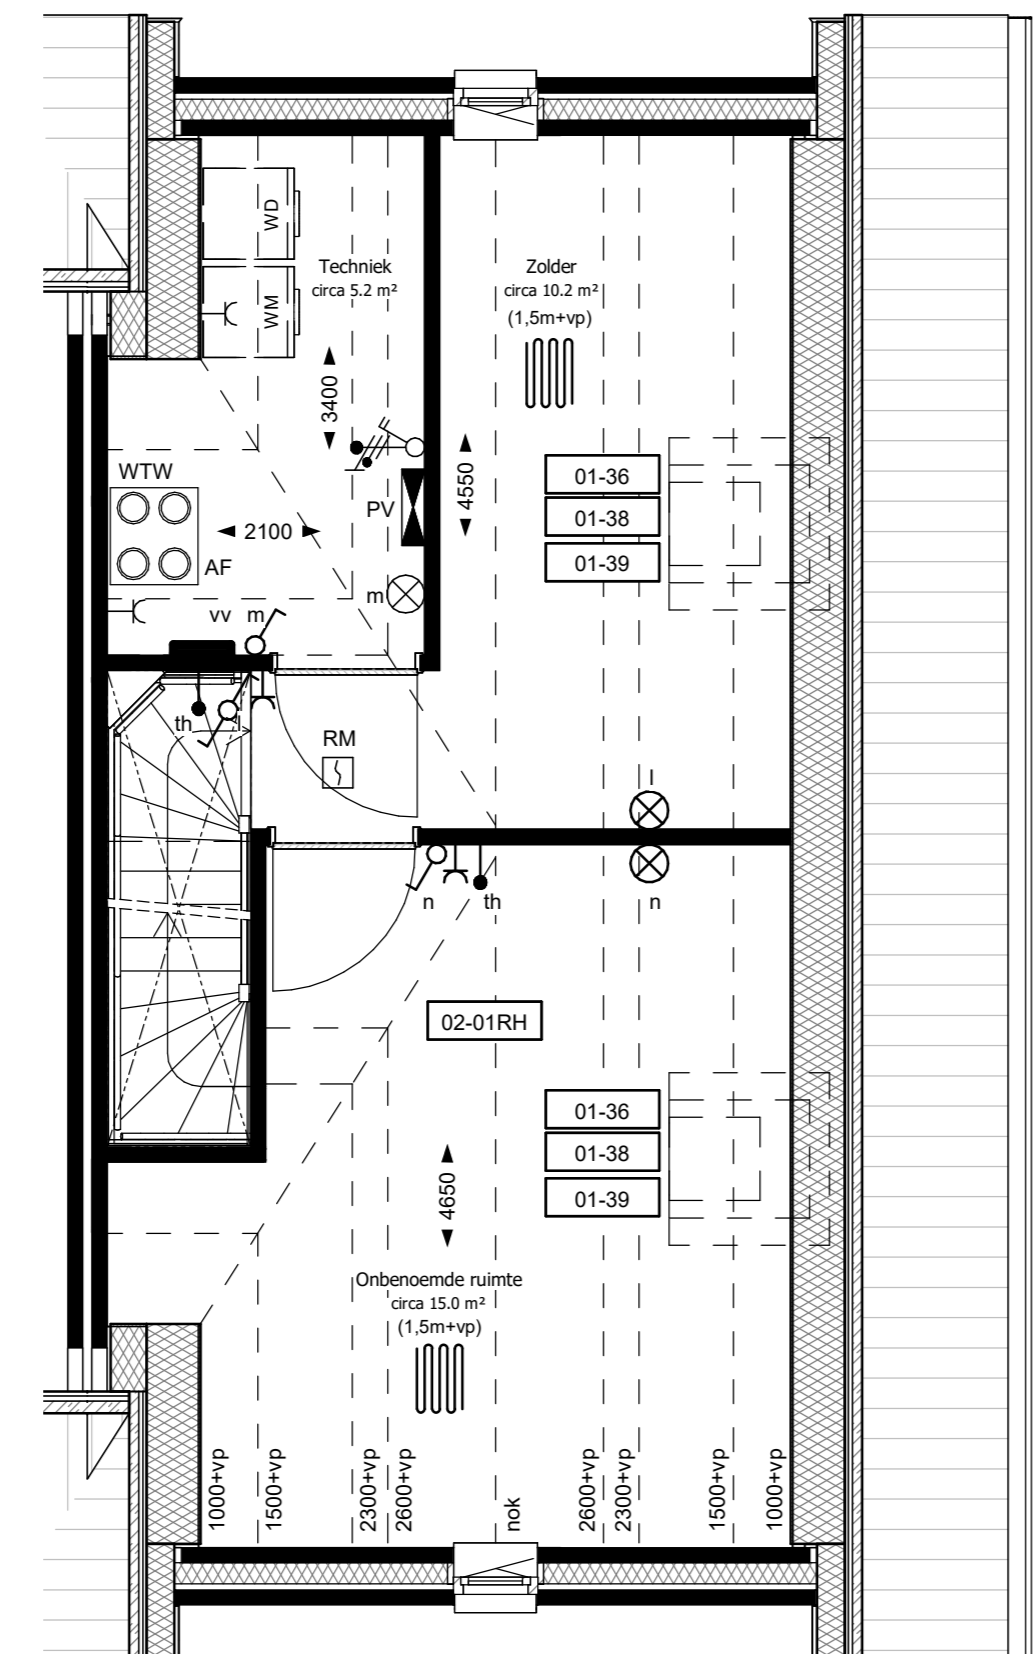 WD
WM
Techniek
circa 5.2 m²
Zolder
circa 10.2 m²
(1,5m+vp)
3400
4550
WTW
PV
2100
AF
01-36
01-38
01-39
m
vv m
th
l
RM
l
n
th
n
02-01RH
01-36
01-38
01-39
4650
Onbenoemde ruimte
circa 15.0 m²
(1,5m+vp)
1000+vp
1500+vp
2300+vp
2600+vp
nok
2600+vp
2300+vp
1500+vp
1000+vp